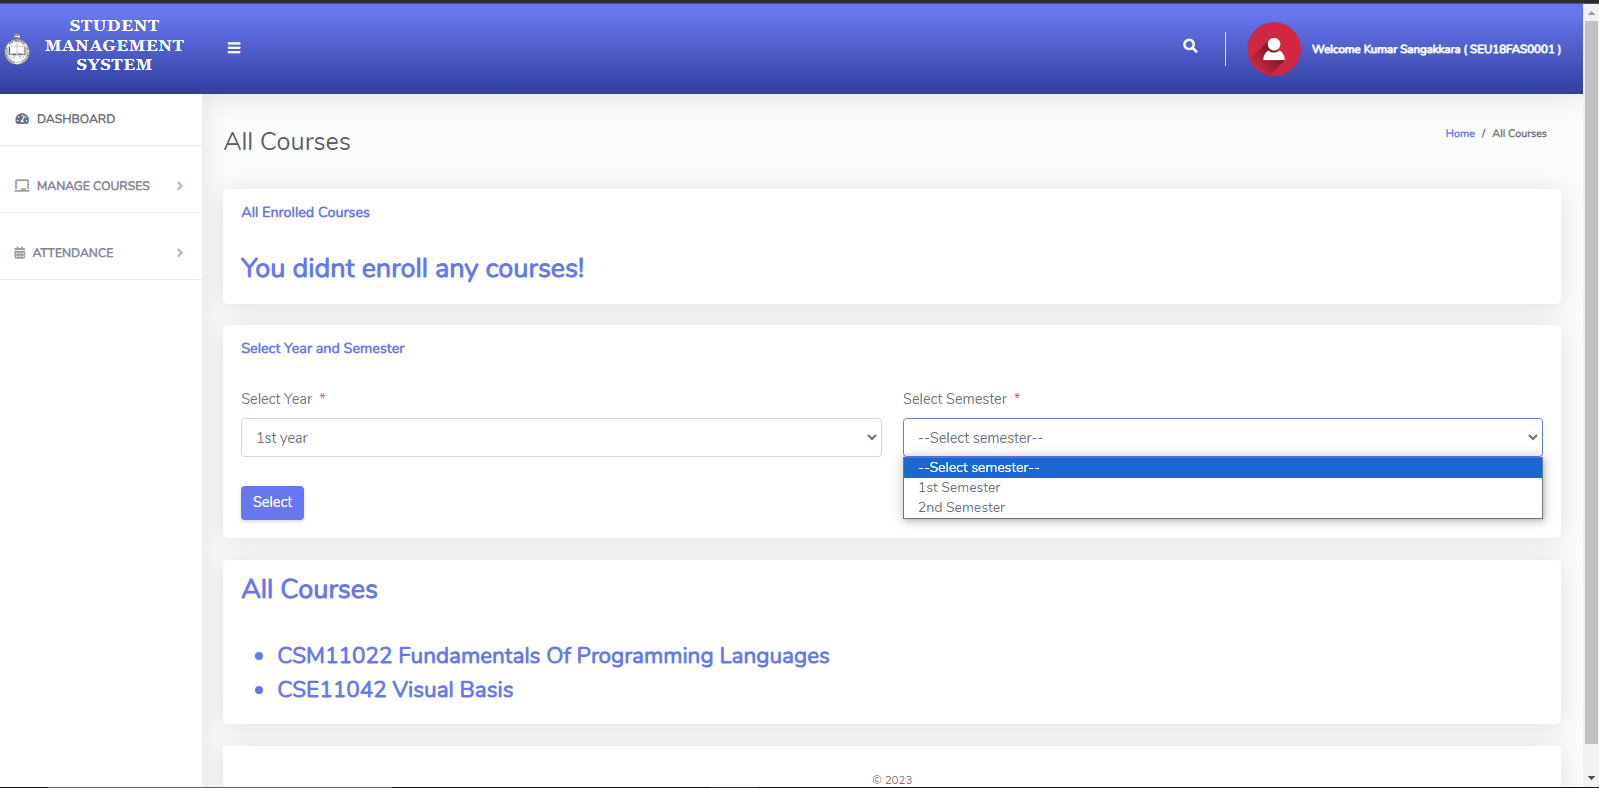 STUDENT
MANAGEMENT
SYSTEM
Welcome Kumar Sangakkara ( SEU18FAS0001 )
DASHBOARD
MANAGE COURSES
ATTENDANCE
All Courses
Home / All Courses
All Enrolled Courses
You didnt enroll any courses!
Select Year and Semester
Select Year *
Select Semester *
1st year
--Select semester--
--Select semester--
1st Semester
2nd Semester
Select
All Courses
CSM11022 Fundamentals Of Programming Languages
CSE11042 Visual Basis
© 2023